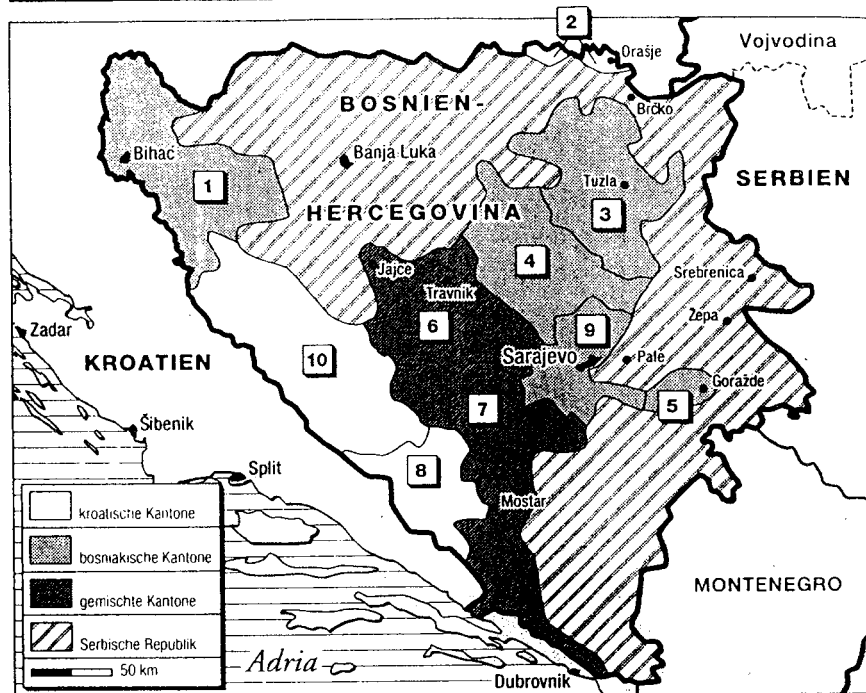 2
Orašje
Vojvodina
BOSNIEN-
Brčko
Bihać
Banja Luka
1
Tuzla
SERBIEN
HERCEGOVINA
3
4
Srebrenica
Jajce
Travnik
Žepa
6
9
Zadar
10
Sarajevo
Pale
KROATIEN
Goražde
5
7
Šibenik
8
Split
Mostar
kroatische Kantone
bosniakische Kantone
gemischte Kantone
MONTENEGRO
Serbische Republik
50 km
Adria
Dubrovnik